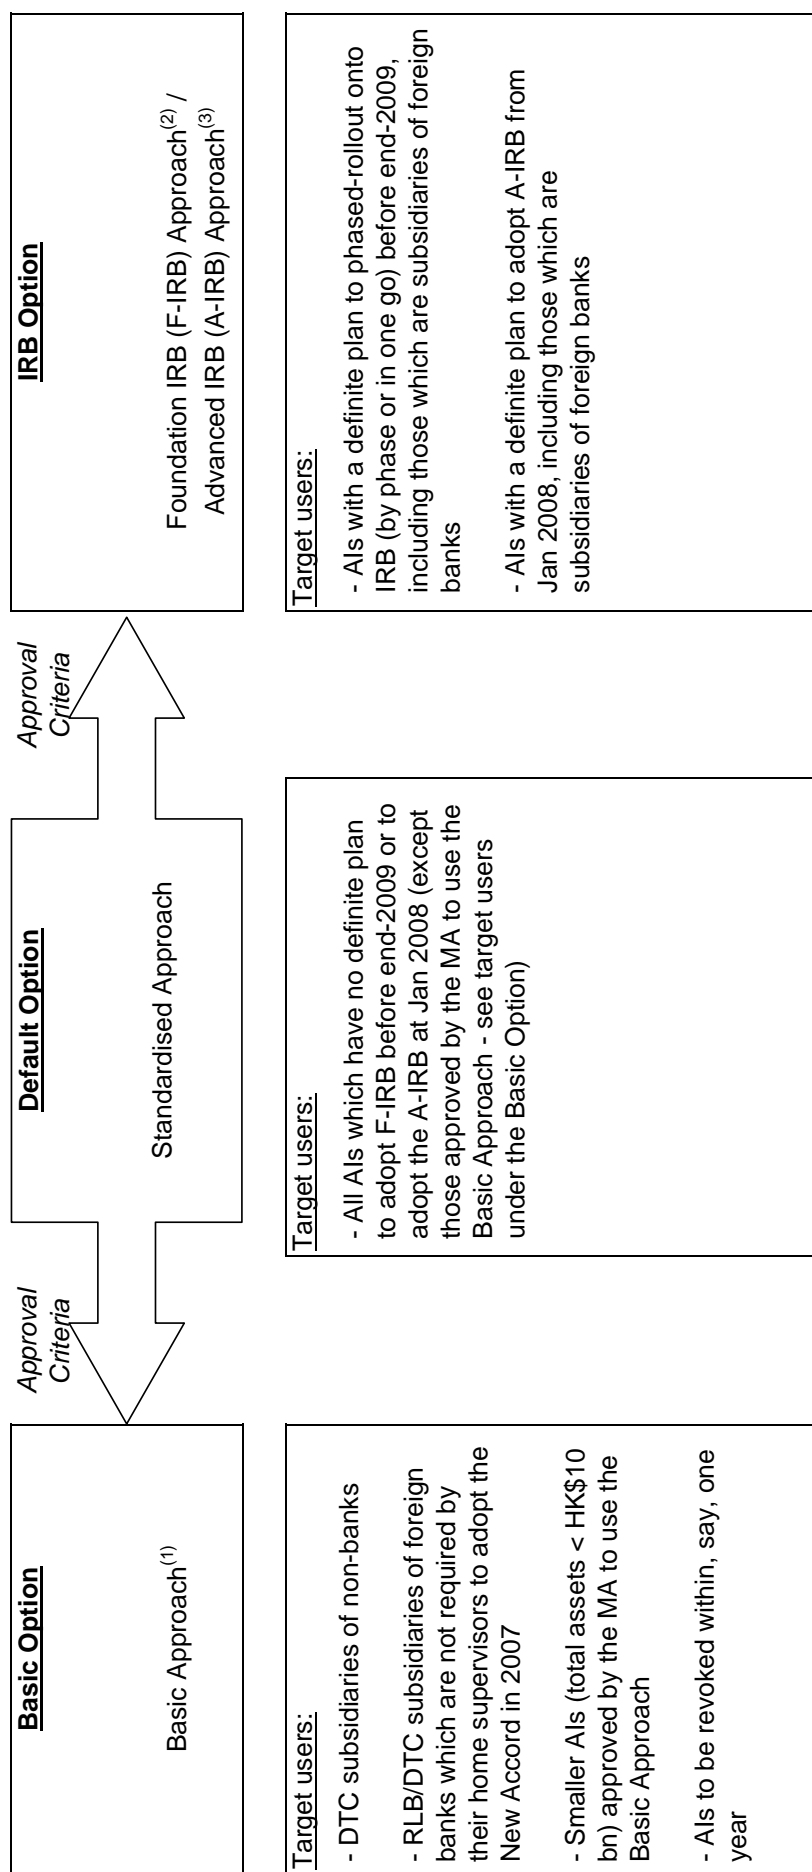 Basic Option
Basic Approach(1)
Approval
Criteria
Default Option
Standardised Approach
Approval
Criteria
IRB Option
Foundation IRB (F-IRB) Approach(2) /
Advanced IRB (A-IRB) Approach(3)
Target users:
- DTC subsidiaries of non-banks
- RLB/DTC subsidiaries of foreign
banks which are not required by
their home supervisors to adopt the
New Accord in 2007
- Smaller AIs (total assets < HK$10
bn) approved by the MA to use the
Basic Approach
- AIs to be revoked within, say, one
year
Target users:
- All AIs which have no definite plan
to adopt F-IRB before end-2009 or to
adopt the A-IRB at Jan 2008 (except
those approved by the MA to use the
Basic Approach - see target users
under the Basic Option)
Target users:
- AIs with a definite plan to phased-rollout onto
IRB (by phase or in one go) before end-2009,
including those which are subsidiaries of foreign
banks
- AIs with a definite plan to adopt A-IRB from
Jan 2008, including those which are
subsidiaries of foreign banks